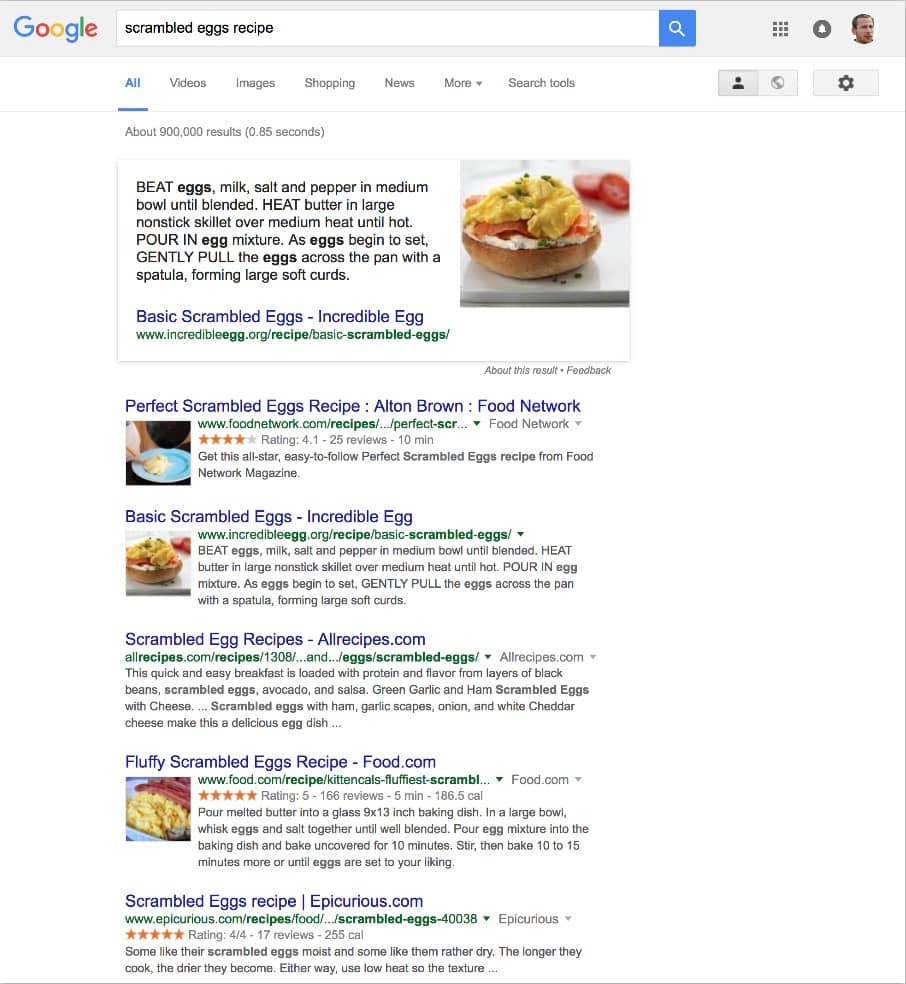 Google
scrambled eggs recipe
All Videos Images Shopping News More Search tools
About 900,000 results (0.85 seconds)
BEAT eggs, milk, salt and pepper in medium
bowl until blended. HEAT butter in large
nonstick skillet over medium heat until hot.
POUR IN egg mixture. As eggs begin to set,
GENTLY PULL the eggs across the pan with a
spatula, forming large soft curds.
Basic Scrambled Eggs - Incredible Egg
www.incredibleegg.org/recipe/basic-scrambled-eggs/
About this result • Feedback
Perfect Scrambled Eggs Recipe : Alton Brown : Food Network
www.foodnetwork.com/recipes/.../perfect-scr... Food Network
Rating: 4.1 - 25 reviews - 10 min
Get this all-star, easy-to-follow Perfect Scrambled Eggs recipe from Food
Network Magazine.
Basic Scrambled Eggs - Incredible Egg
www.incredibleegg.org/recipe/basic-scrambled-eggs/
BEAT eggs, milk, salt and pepper in medium bowl until blended. HEAT
butter in large nonstick skillet over medium heat until hot. POUR IN egg
mixture. As eggs begin to set, GENTLY PULL the eggs across the pan
with a spatula, forming large soft curds.
Scrambled Egg Recipes - Allrecipes.com
allrecipes.com/recipes/1308/...and.../eggs/scrambled-eggs/ Allrecipes.com
This quick and easy breakfast is loaded with protein and flavor from layers of black
beans, scrambled eggs, avocado, and salsa. Green Garlic and Ham Scrambled Eggs
with Cheese. ... Scrambled eggs with ham, garlic scapes, onion, and white Cheddar
cheese make this a delicious egg dish ...
Fluffy Scrambled Eggs Recipe - Food.com
www.food.com/recipe/kittencals-fluffiest-scrambl... Food.com
Rating: 5 - 166 reviews - 5 min - 186.5 cal
Pour melted butter into a glass 9x13 inch baking dish. In a large bowl,
whisk eggs and salt together until well blended. Pour egg mixture into the
baking dish and bake uncovered for 10 minutes. Stir, then bake 10 to 15
minutes more or until eggs are set to your liking.
Scrambled Eggs recipe | Epicurious.com
www.epicurious.com/recipes/food/.../scrambled-eggs-40038 Epicurious
Rating: 4/4 - 17 reviews - 255 cal
Some like their scrambled eggs moist and some like them rather dry. The longer they
cook, the drier they become. Either way, use low heat so the texture ...